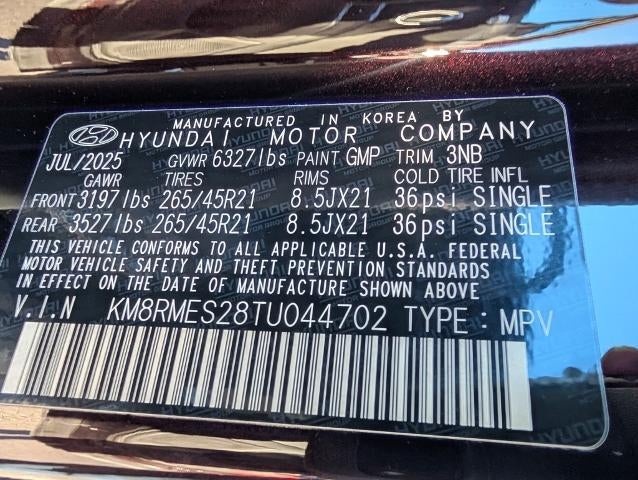 MANUFACTURED IN KOREA BY
HYUNDAI MOTOR COMPANY
JUL/2025 GVWR 6327lbs PAINT GMP TRIM 3NB
GAWR TIRES RIMS COLD TIRE INFL
FRONT 3197lbs 265/45R21 8.5JX21 36psi SINGLE
REAR 3527lbs 265/45R21 8.5JX21 36psi SINGLE
THIS VEHICLE CONFORMS TO ALL APPLICABLE U.S.A. FEDERAL
MOTOR VEHICLE SAFETY AND THEFT PREVENTION STANDARDS
IN EFFECT ON THE DATE OF MANUFACTURE SHOWN ABOVE
V.I.N KM8RMES28TU044702 TYPE : MPV